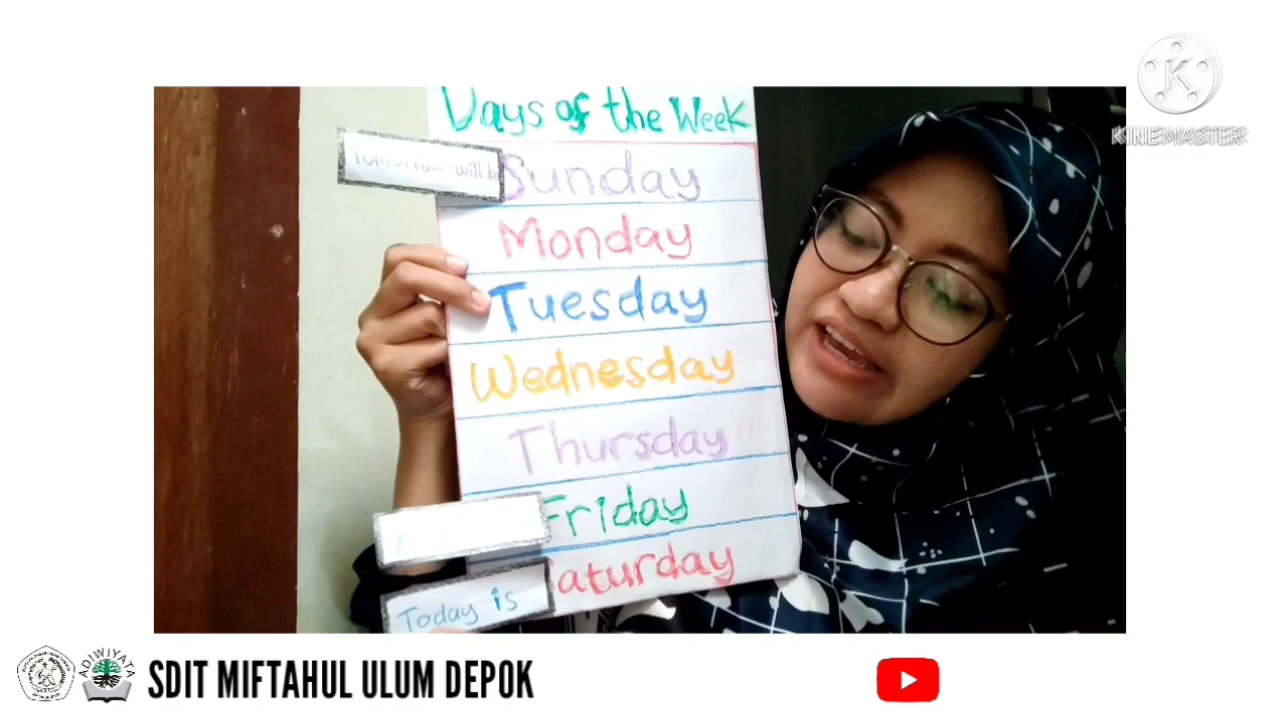 KINEMASTER
Days of the Week
Tomorrow will be
Sunday
Monday
Tuesday
Wednesday
Thursday
Friday
aturday
Today is
ADIWIYATA
SDIT MIFTAHUL ULUM DEPOK